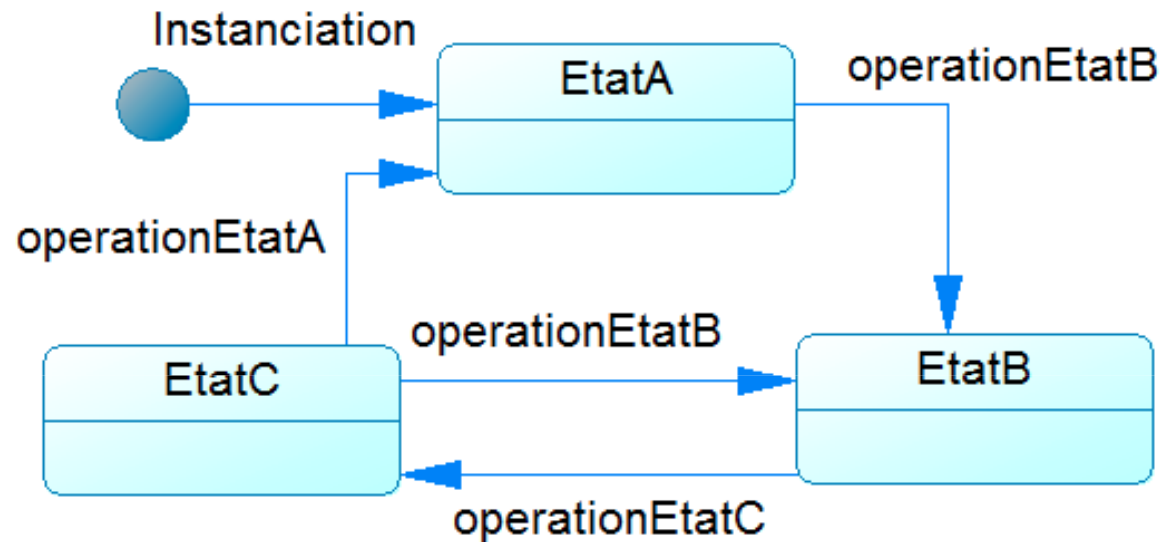 Instanciation
EtatA
operationEtatB
operationEtatA
operationEtatB
EtatC
EtatB
operationEtatC